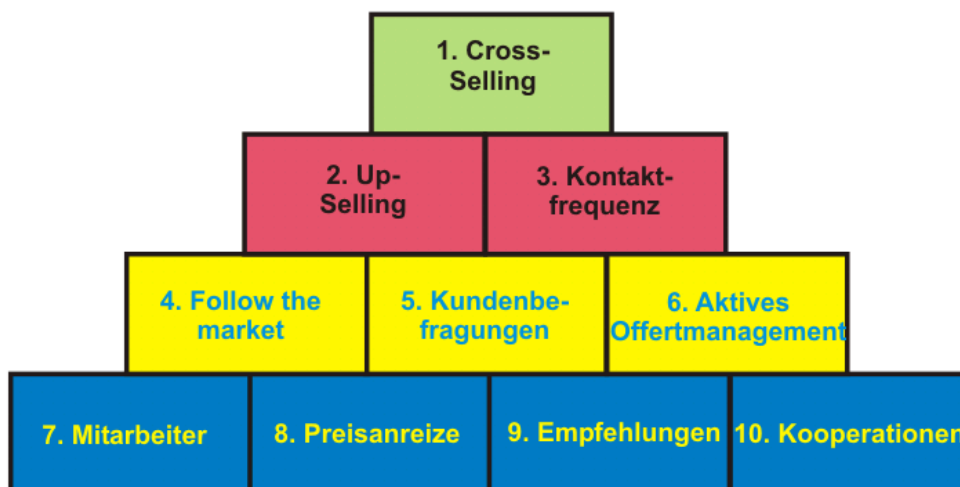 1. Cross-
Selling
2. Up-
Selling
3. Kontakt-
frequenz
4. Follow the
market
5. Kundenbe-
fragungen
6. Aktives
Offertmanagement
7. Mitarbeiter
8. Preisanreize
9. Empfehlungen
10. Kooperationen